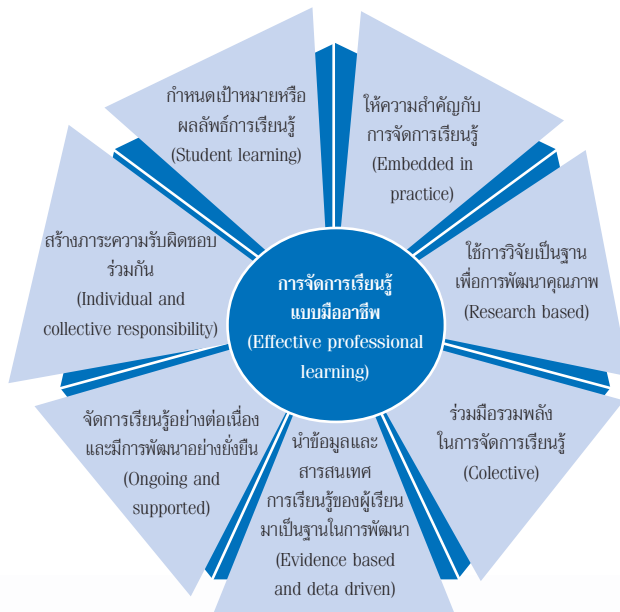 กำหนดเป้าหมายหรือ
ผลลัพธ์การเรียนรู้
(Student learning)
ให้ความสำคัญกับ
การจัดการเรียนรู้
(Embedded in
practice)
ใช้การวิจัยเป็นฐาน
เพื่อการพัฒนาคุณภาพ
(Research based)
ร่วมมือรวมพลัง
ในการจัดการเรียนรู้
(Colective)
นำข้อมูลและ
สารสนเทศ
การเรียนรู้ของผู้เรียน
มาเป็นฐานในการพัฒนา
(Evidence based
and deta driven)
จัดการเรียนรู้อย่างต่อเนื่อง
และมีการพัฒนาอย่างยั่งยืน
(Ongoing and
supported)
สร้างภาระความรับผิดชอบ
ร่วมกัน
(Individual and
collective responsibility)
การจัดการเรียนรู้
แบบมืออาชีพ
(Effective professional
learning)